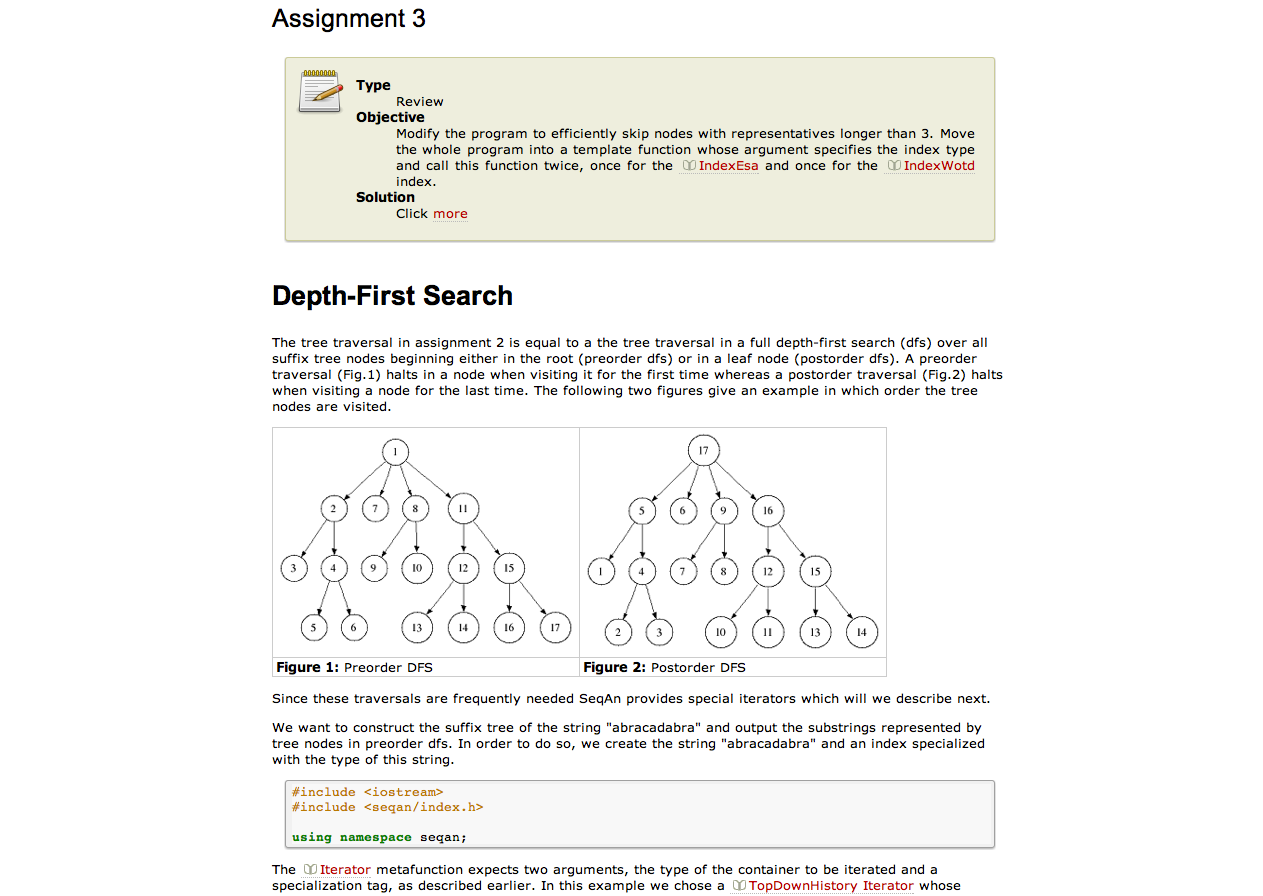 Assignment 3
Type
Review
Objective
Modify the program to efficiently skip nodes with representatives longer than 3. Move
the whole program into a template function whose argument specifies the index type
and call this function twice, once for the IndexEsa and once for the IndexWotd
index.
Solution
Click more
Depth-First Search
The tree traversal in assignment 2 is equal to a the tree traversal in a full depth-first search (dfs) over all
suffix tree nodes beginning either in the root (preorder dfs) or in a leaf node (postorder dfs). A preorder
traversal (Fig.1) halts in a node when visiting it for the first time whereas a postorder traversal (Fig.2) halts
when visiting a node for the last time. The following two figures give an example in which order the tree
nodes are visited.
1
2 7 8 11
3 4 9 10 12 15
5 6 13 14 16 17
Figure 1: Preorder DFS
17
5 6 9 16
1 4 7 8 12 15
2 3 10 11 13 14
Figure 2: Postorder DFS
Since these traversals are frequently needed SeqAn provides special iterators which will we describe next.
We want to construct the suffix tree of the string "abracadabra" and output the substrings represented by
tree nodes in preorder dfs. In order to do so, we create the string "abracadabra" and an index specialized
with the type of this string.
#include <iostream>
#include <seqan/index.h>
using namespace seqan;
The Iterator metafunction expects two arguments, the type of the container to be iterated and a
specialization tag, as described earlier. In this example we chose a TopDownHistory Iterator whose